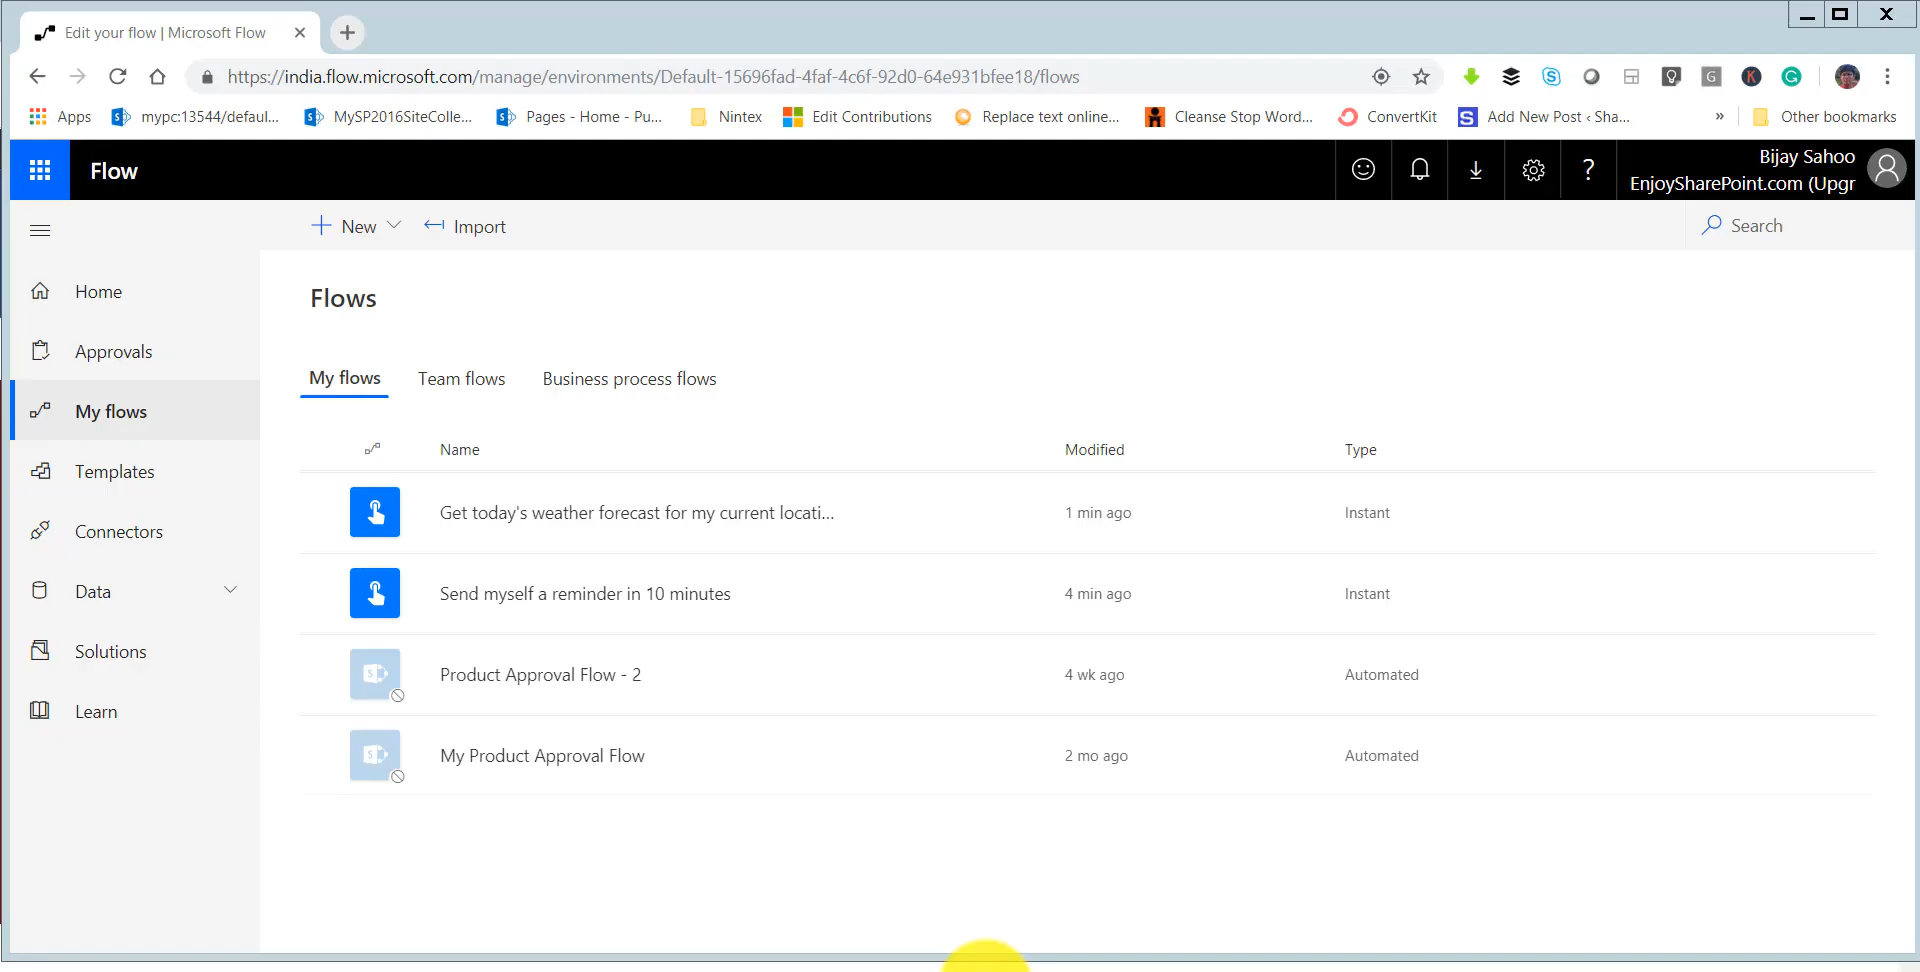 Edit your flow | Microsoft Flow
https://india.flow.microsoft.com/manage/environments/Default-15696fad-4faf-4c6f-92d0-64e931bfee18/flows
Apps mypc:13544/defaul... MySP2016SiteColle... Pages - Home - Pu... Nintex Edit Contributions Replace text online... Cleanse Stop Word... ConvertKit Add New Post ‹ Sha... » Other bookmarks
Flow
Bijay Sahoo
EnjoySharePoint.com (Upgr
New Import Search
Home
Approvals
My flows
Templates
Connectors
Data
Solutions
Learn
Flows
My flows Team flows Business process flows
Name Modified Type
Get today's weather forecast for my current locati... 1 min ago Instant
Send myself a reminder in 10 minutes 4 min ago Instant
Product Approval Flow - 2 4 wk ago Automated
My Product Approval Flow 2 mo ago Automated